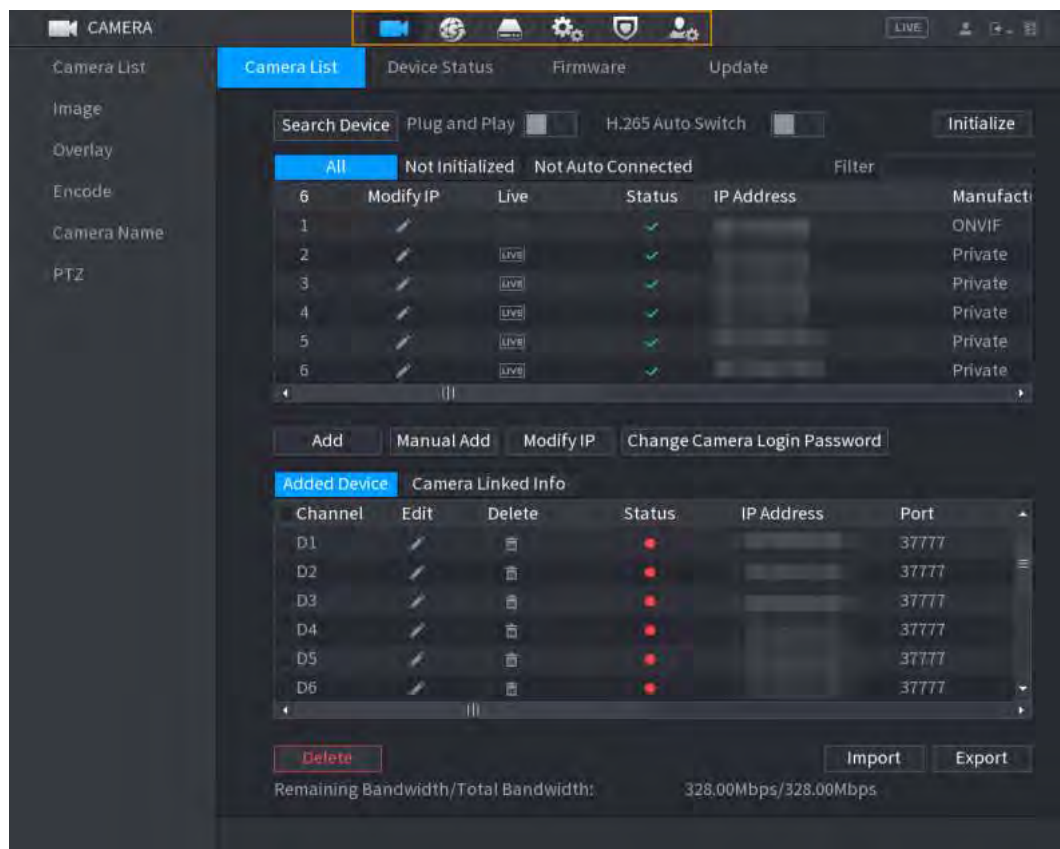 CAMERA LIVE
Camera List
Image
Overlay
Encode
Camera Name
PTZ
Camera List Device Status Firmware Update
Search Device Plug and Play H.265 Auto Switch Initialize
All Not Initialized Not Auto Connected Filter
6 Modify IP Live Status IP Address Manufact
1 ONVIF
2 LIVE Private
3 LIVE Private
4 LIVE Private
5 LIVE Private
6 LIVE Private
Add Manual Add Modify IP Change Camera Login Password
Added Device Camera Linked Info
Channel Edit Delete Status IP Address Port
D1 37777
D2 37777
D3 37777
D4 37777
D5 37777
D6 37777
Delete Import Export
Remaining Bandwidth/Total Bandwidth: 328.00Mbps/328.00Mbps